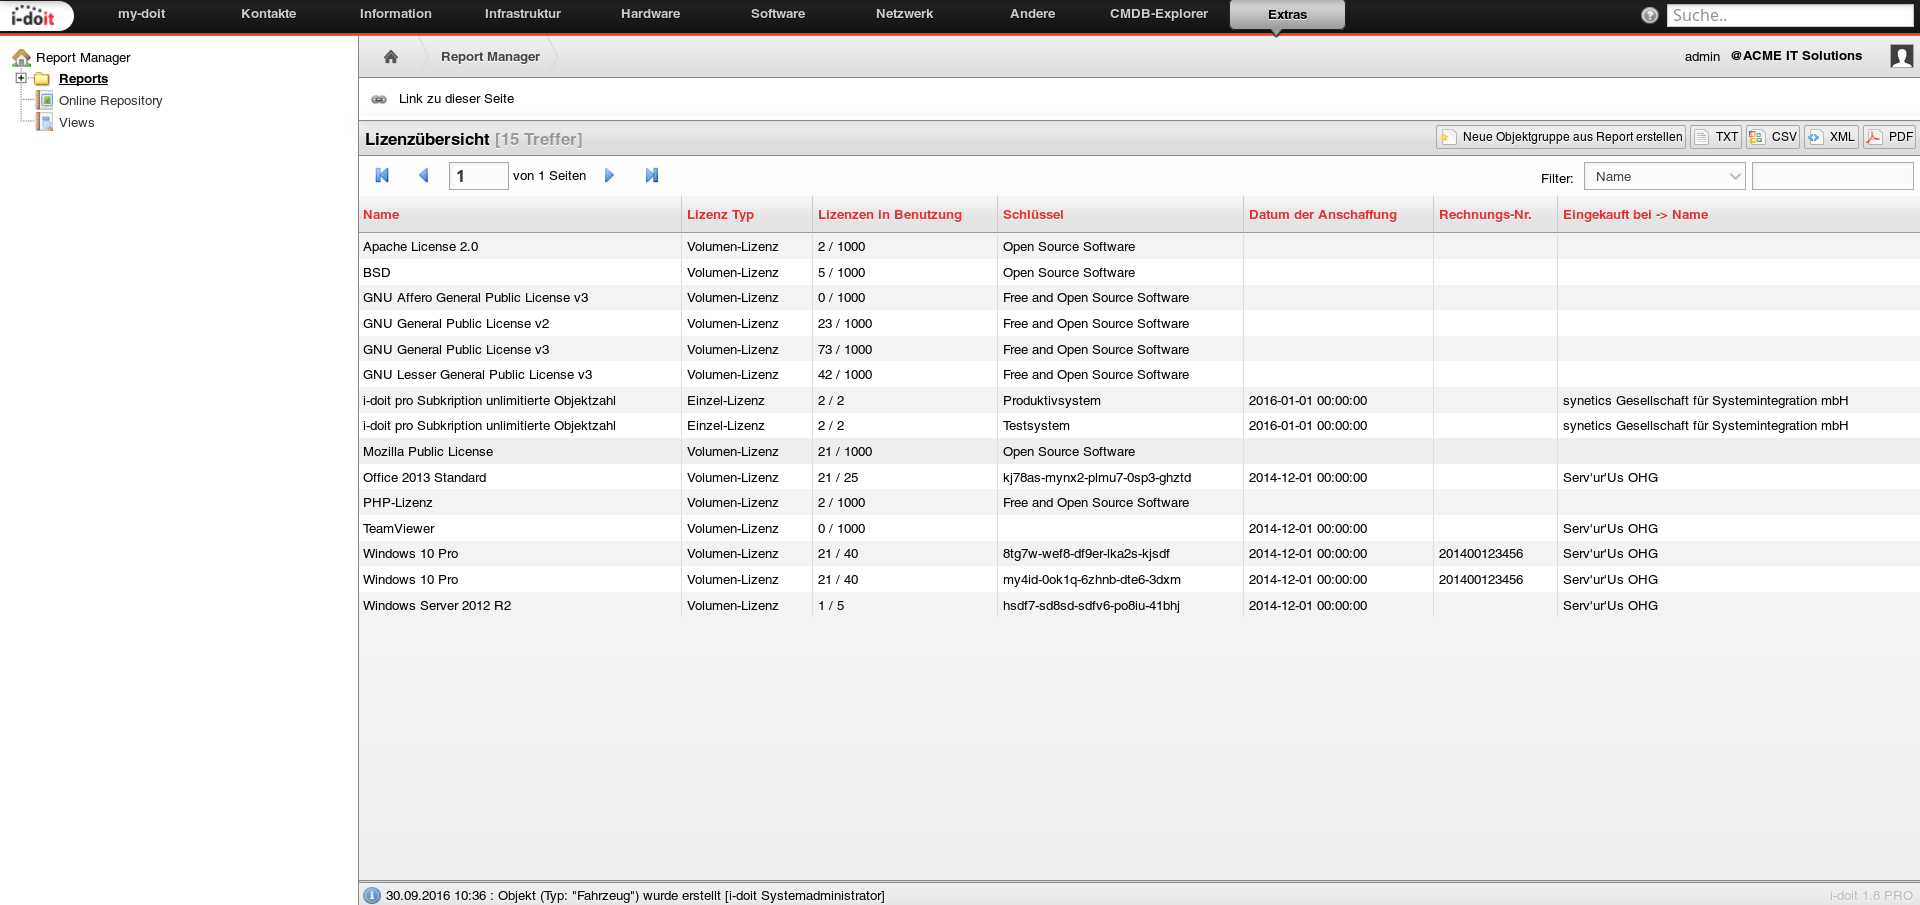 i-doit my-doit Kontakte Information Infrastruktur Hardware Software Netzwerk Andere CMDB-Explorer Extras Suche..
Report Manager
Reports
Online Repository
Views
Report Manager admin @ACME IT Solutions
Link zu dieser Seite
Lizenzübersicht [15 Treffer] Neue Objektgruppe aus Report erstellen TXT CSV XML PDF
1 von 1 Seiten Filter: Name
Name Lizenz Typ Lizenzen in Benutzung Schlüssel Datum der Anschaffung Rechnungs-Nr. Eingekauft bei -> Name
Apache License 2.0 Volumen-Lizenz 2 / 1000 Open Source Software
BSD Volumen-Lizenz 5 / 1000 Open Source Software
GNU Affero General Public License v3 Volumen-Lizenz 0 / 1000 Free and Open Source Software
GNU General Public License v2 Volumen-Lizenz 23 / 1000 Free and Open Source Software
GNU General Public License v3 Volumen-Lizenz 73 / 1000 Free and Open Source Software
GNU Lesser General Public License v3 Volumen-Lizenz 42 / 1000 Free and Open Source Software
i-doit pro Subkription unlimitierte Objektzahl Einzel-Lizenz 2 / 2 Produktivsystem 2016-01-01 00:00:00 synetics Gesellschaft für Systemintegration mbH
i-doit pro Subkription unlimitierte Objektzahl Einzel-Lizenz 2 / 2 Testsystem 2016-01-01 00:00:00 synetics Gesellschaft für Systemintegration mbH
Mozilla Public License Volumen-Lizenz 21 / 1000 Open Source Software
Office 2013 Standard Volumen-Lizenz 21 / 25 kj78as-mynx2-plmu7-0sp3-ghztd 2014-12-01 00:00:00 Serv'ur'Us OHG
PHP-Lizenz Volumen-Lizenz 2 / 1000 Free and Open Source Software
TeamViewer Volumen-Lizenz 0 / 1000 2014-12-01 00:00:00 Serv'ur'Us OHG
Windows 10 Pro Volumen-Lizenz 21 / 40 8tg7w-wef8-df9er-lka2s-kjsdf 2014-12-01 00:00:00 201400123456 Serv'ur'Us OHG
Windows 10 Pro Volumen-Lizenz 21 / 40 my4id-0ok1q-6zhnb-dte6-3dxm 2014-12-01 00:00:00 201400123456 Serv'ur'Us OHG
Windows Server 2012 R2 Volumen-Lizenz 1 / 5 hsdf7-sd8sd-sdfv6-po8iu-41bhj 2014-12-01 00:00:00 Serv'ur'Us OHG
30.09.2016 10:36 : Objekt (Typ: "Fahrzeug") wurde erstellt [i-doit Systemadministrator] i-doit 1.8 PRO